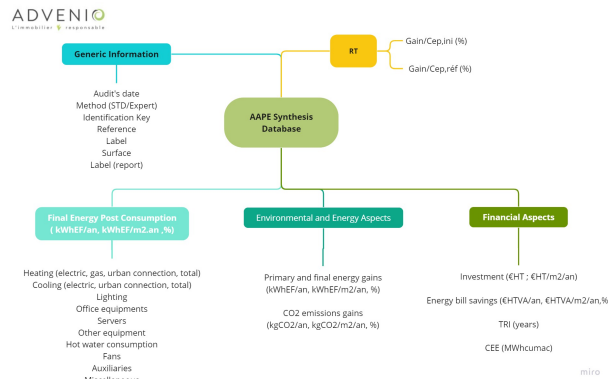 ADVENIO
L'immobilier responsable
Generic Information
RT
Gain/Cep,ini (%)
Gain/Cep,réf (%)
Audit's date
Method (STD/Expert)
Identification Key
Reference
Label
Surface
Label (report)
AAPE Synthesis
Database
Final Energy Post Consumption
( kWhEF/an, kWhEF/m2.an ,%)
Environmental and Energy Aspects
Financial Aspects
Heating (electric, gas, urban connection, total)
Cooling (electric, urban connection, total)
Lighting
Office equipments
Servers
Other equipment
Hot water consumption
Fans
Auxiliaries
Primary and final energy gains
(kWhEF/an, kWhEF/m2/an, %)
CO2 emissions gains
(kgCO2/an, kgCO2/m2/an, %)
Investment (€HT ; €HT/m2/an)
Energy bill savings (€HTVA/an, €HTVA/m2/an,%
TRI (years)
CEE (MWhcumac)
miro